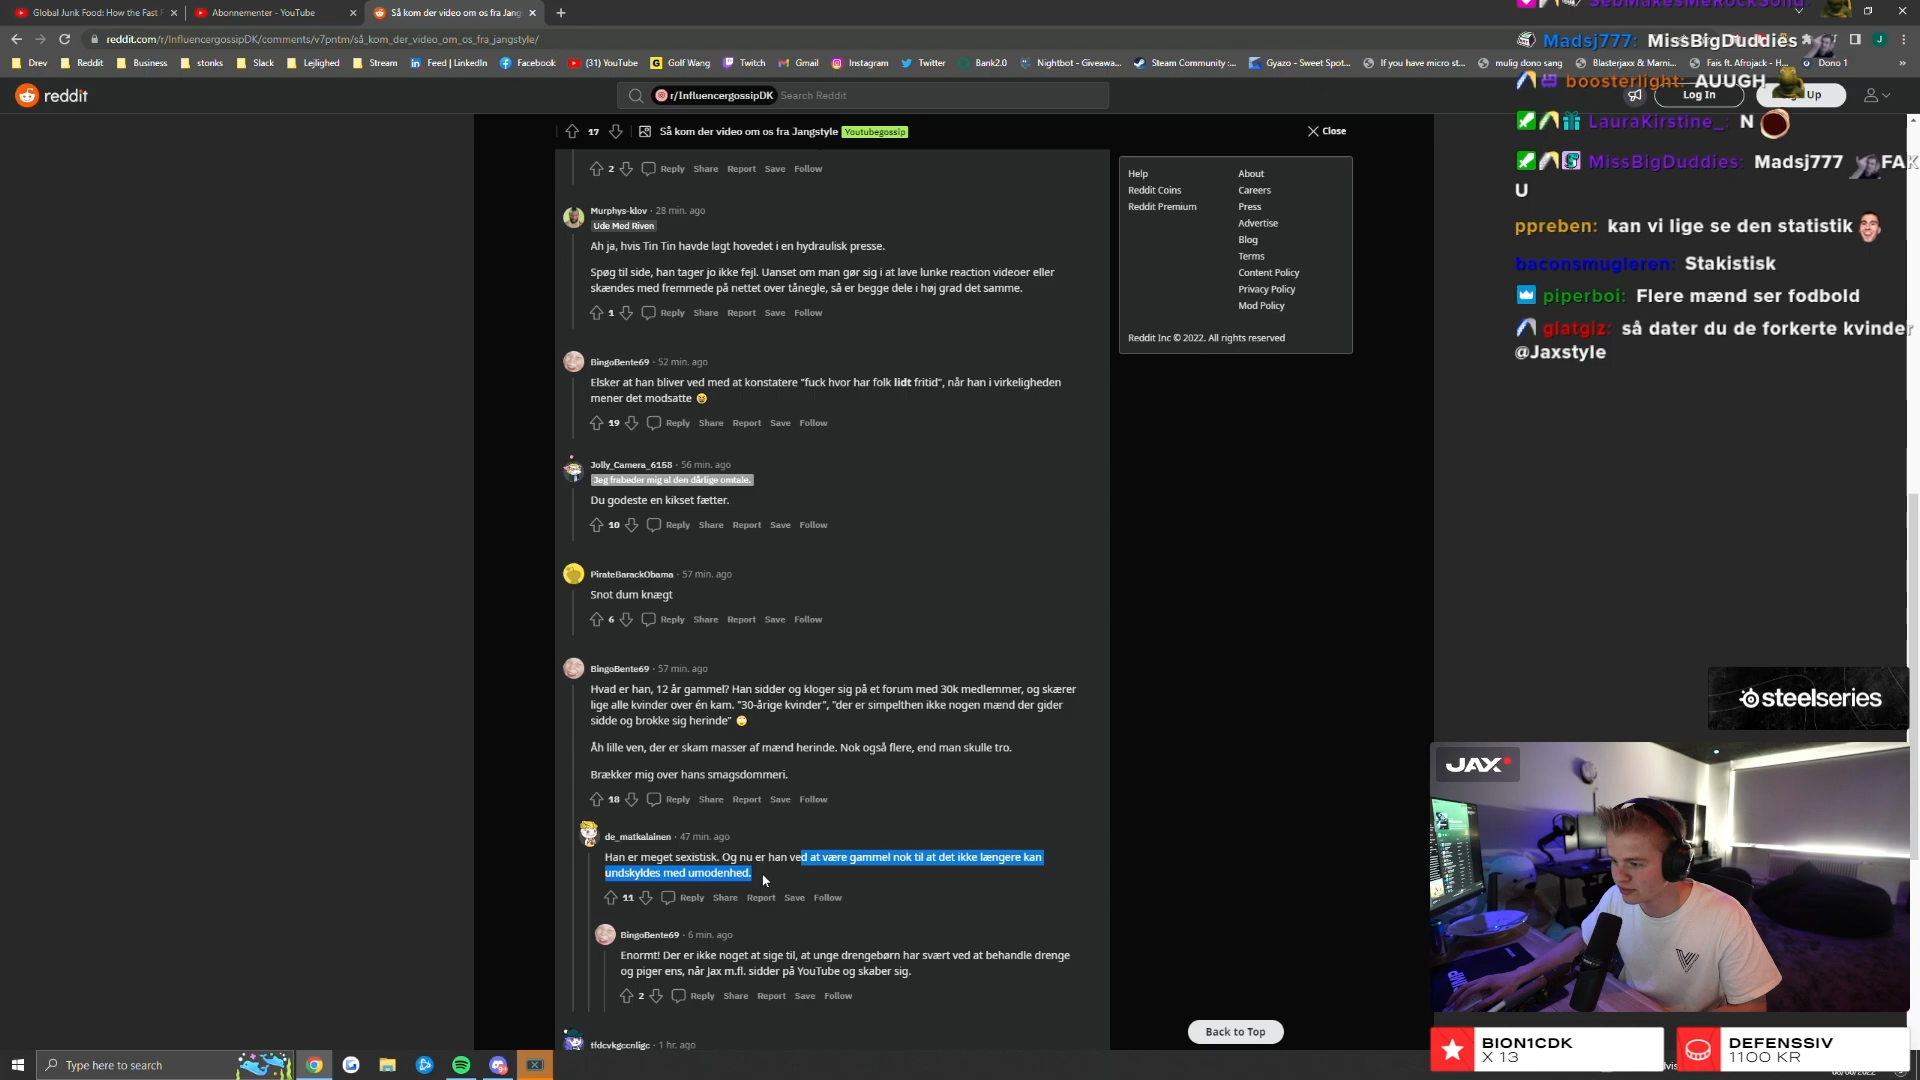 Global Junk Food: How the Fast F
Abonnementer - YouTube
Så kom der video om os fra Jang
reddit.com/r/InfluencergossipDK/comments/v7pntm/så_kom_der_video_om_os_fra_jangstyle/
Drev
Reddit
Business
stonks
Slack
Lejlighed
Stream
Feed | LinkedIn
Facebook
(31) YouTube
Golf Wang
Twitch
Gmail
Instagram
Twitter
Bank2.0
Nightbot - Giveawa...
Steam Community :...
Gyazo - Sweet Spot...
If you have micro st...
mulig dono sang
Blasterjaxx & Marni...
Fais ft. Afrojack - H...
Dono 1
reddit
r/InfluencergossipDK
Search Reddit
Log In
Up
17
Så kom der video om os fra Jangstyle
Youtubegossip
Close
2 Reply Share Report Save Follow
Murphys-klov · 28 min. ago
Ude Med Riven
Ah ja, hvis Tin Tin havde lagt hovedet i en hydraulisk presse.
Spøg til side, han tager jo ikke fejl. Uanset om man gør sig i at lave lunke reaction videoer eller
skændes med fremmede på nettet over tånegle, så er begge dele i høj grad det samme.
1 Reply Share Report Save Follow
BingoBente69 · 52 min. ago
Elsker at han bliver ved med at konstatere "fuck hvor har folk lidt fritid", når han i virkeligheden
mener det modsatte
19 Reply Share Report Save Follow
Jolly_Camera_6158 · 56 min. ago
Jeg frabeder mig al den dårlige omtale.
Du godeste en kikset fætter.
10 Reply Share Report Save Follow
PirateBarackObama · 57 min. ago
Snot dum knægt
6 Reply Share Report Save Follow
BingoBente69 · 57 min. ago
Hvad er han, 12 år gammel? Han sidder og kloger sig på et forum med 30k medlemmer, og skærer
lige alle kvinder over én kam. "30-årige kvinder", "der er simpelthen ikke nogen mænd der gider
sidde og brokke sig herinde"
Åh lille ven, der er skam masser af mænd herinde. Nok også flere, end man skulle tro.
Brækker mig over hans smagsdommeri.
18 Reply Share Report Save Follow
de_matkalainen · 47 min. ago
Han er meget sexistisk. Og nu er han ved at være gammel nok til at det ikke længere kan
undskyldes med umodenhed.
11 Reply Share Report Save Follow
BingoBente69 · 6 min. ago
Enormt! Der er ikke noget at sige til, at unge drengebørn har svært ved at behandle drenge
og piger ens, når Jax m.fl. sidder på YouTube og skaber sig.
2 Reply Share Report Save Follow
tfdcvkgccnligc · 1 hr. ago
Help
About
Reddit Coins
Careers
Reddit Premium
Press
Advertise
Blog
Terms
Content Policy
Privacy Policy
Mod Policy
Reddit Inc © 2022. All rights reserved
Back to Top
SebMakesMeRockSolid
Madsj777: MissBigDuddies
boosterlight: AUUGH
LauraKirstine_: N
MissBigDuddies: Madsj777 FAK
U
ppreben: kan vi lige se den statistik
baconsmugleren: Stakistisk
piperboi: Flere mænd ser fodbold
glatgiz: så dater du de forkerte kvinder
@Jaxstyle
steelseries
JAX
BION1CDK
X 13
DEFENSSIV
1100 KR
Type here to search